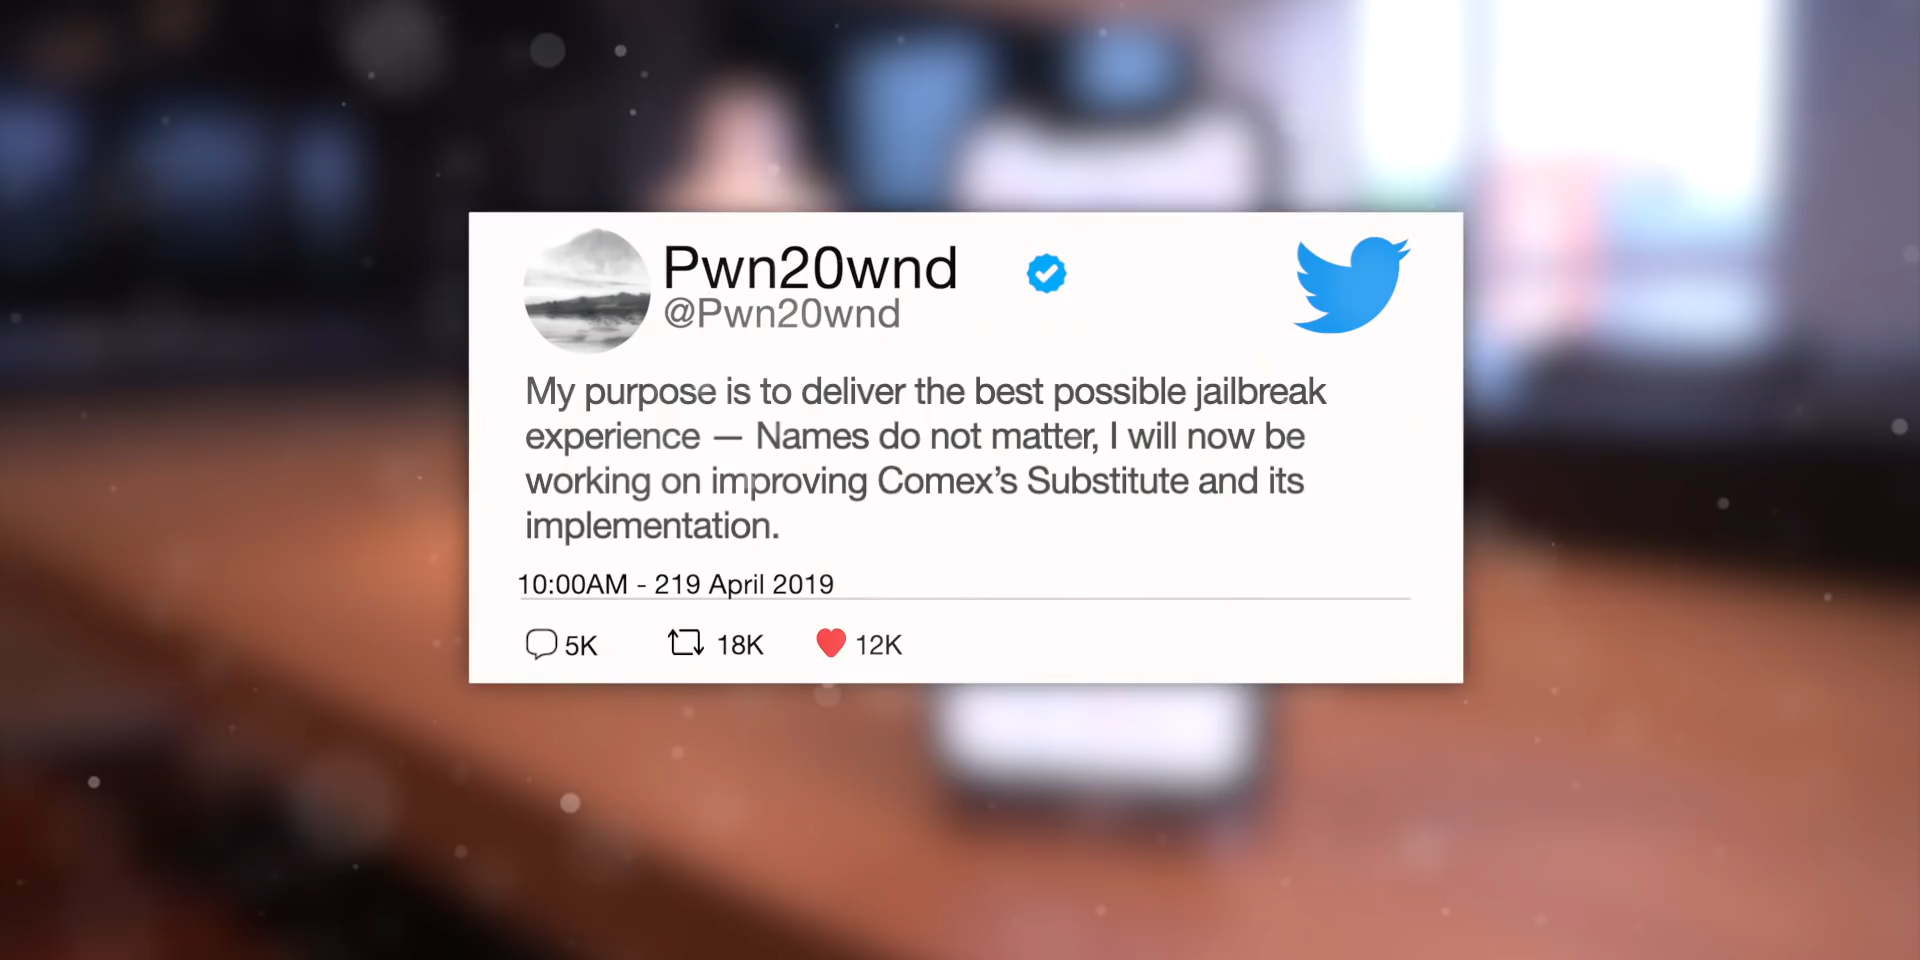 Pwn20wnd
@Pwn20wnd
My purpose is to deliver the best possible jailbreak
experience — Names do not matter, I will now be
working on improving Comex’s Substitute and its
implementation.
10:00AM - 219 April 2019
5K 18K 12K